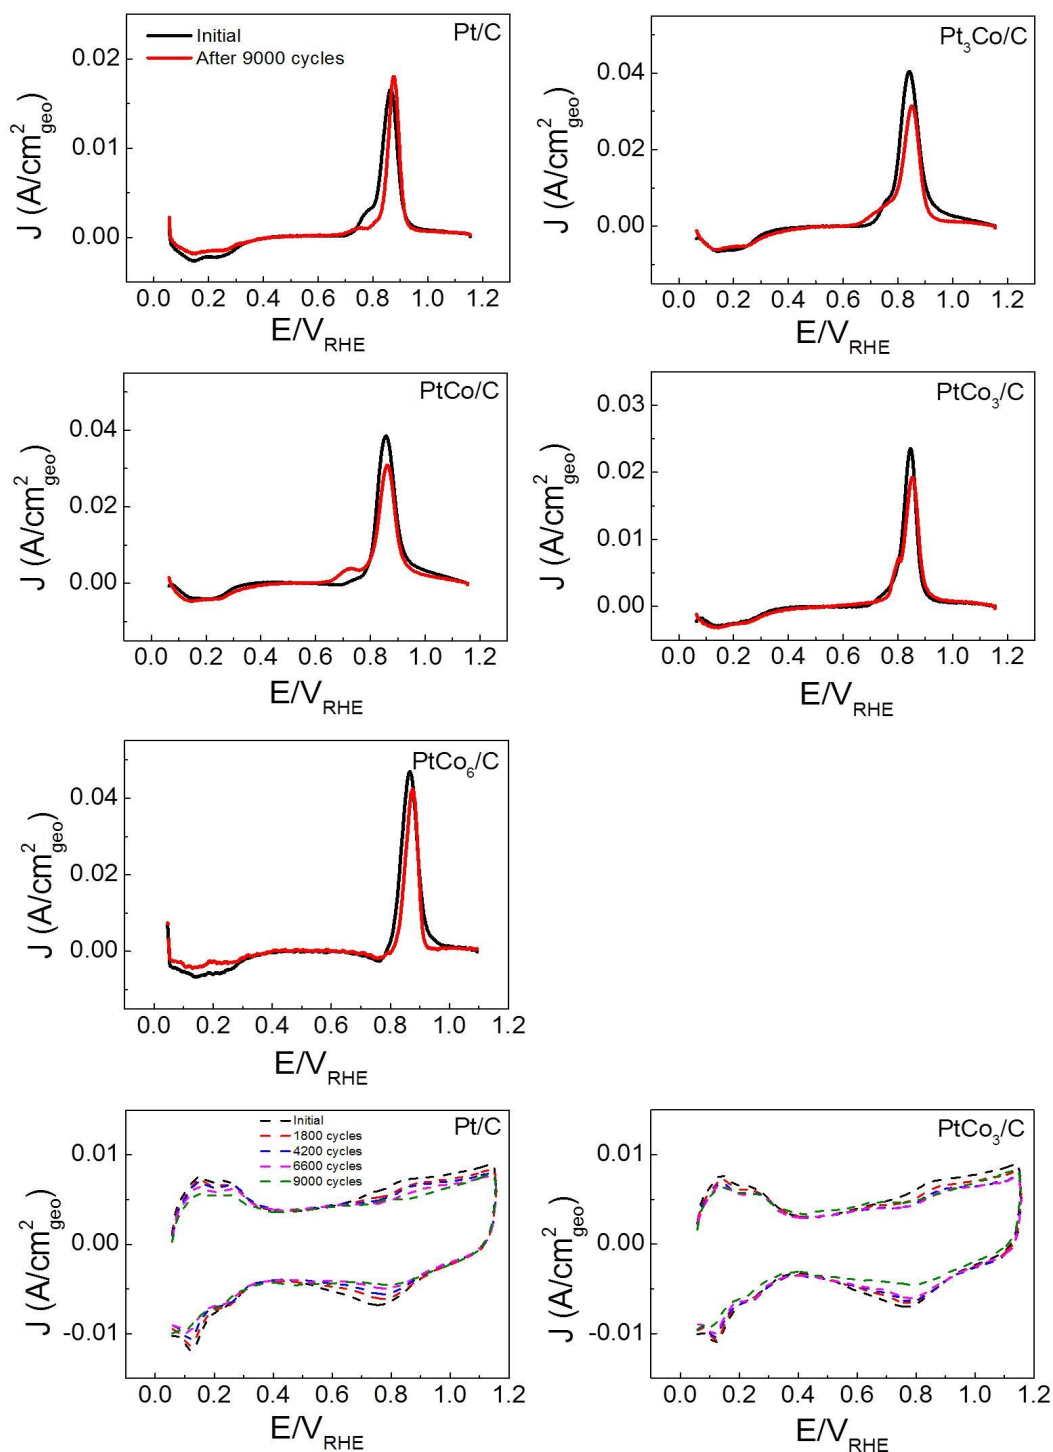 Pt/C
Initial
After 9000 cycles
0.02
0.01
0.00
J (A/cm²geo)
0.0 0.2 0.4 0.6 0.8 1.0 1.2
E/VRHE
Pt₃Co/C
0.04
0.02
0.00
J (A/cm²geo)
0.0 0.2 0.4 0.6 0.8 1.0 1.2
E/VRHE
PtCo/C
0.04
0.02
0.00
J (A/cm²geo)
0.0 0.2 0.4 0.6 0.8 1.0 1.2
E/VRHE
PtCo₃/C
0.03
0.02
0.01
0.00
J (A/cm²geo)
0.0 0.2 0.4 0.6 0.8 1.0 1.2
E/VRHE
PtCo₆/C
0.04
0.02
0.00
J (A/cm²geo)
0.0 0.2 0.4 0.6 0.8 1.0 1.2
E/VRHE
Pt/C
Initial
1800 cycles
4200 cycles
6600 cycles
9000 cycles
0.01
0.00
-0.01
J (A/cm²geo)
0.0 0.2 0.4 0.6 0.8 1.0 1.2
E/VRHE
PtCo₃/C
0.01
0.00
-0.01
J (A/cm²geo)
0.0 0.2 0.4 0.6 0.8 1.0 1.2
E/VRHE